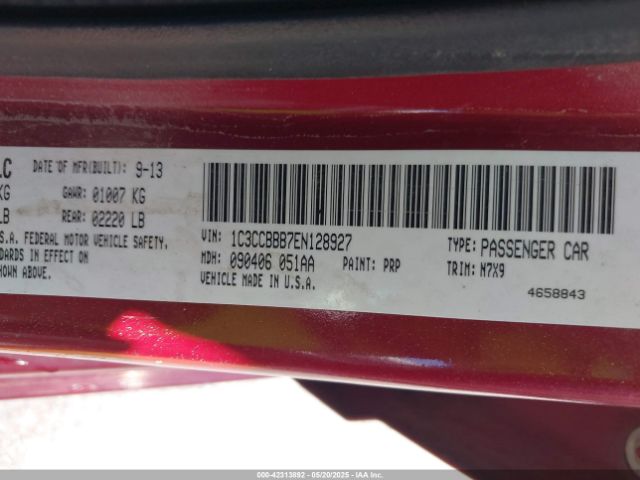 LC DATE OF MFR(BUILT): 9-13
KG GAWR: 01007 KG
LB REAR: 02220 LB
S.A. FEDERAL MOTOR VEHICLE SAFETY,
DARDS IN EFFECT ON
HOWN ABOVE.
VIN: 1C3CCBBB7EN128927 TYPE: PASSENGER CAR
MDH: 090406 051AA PAINT: PRP TRIM: N7X9
VEHICLE MADE IN U.S.A.
4658843
000-42313892 — 05/20/2025 — IAA Inc.